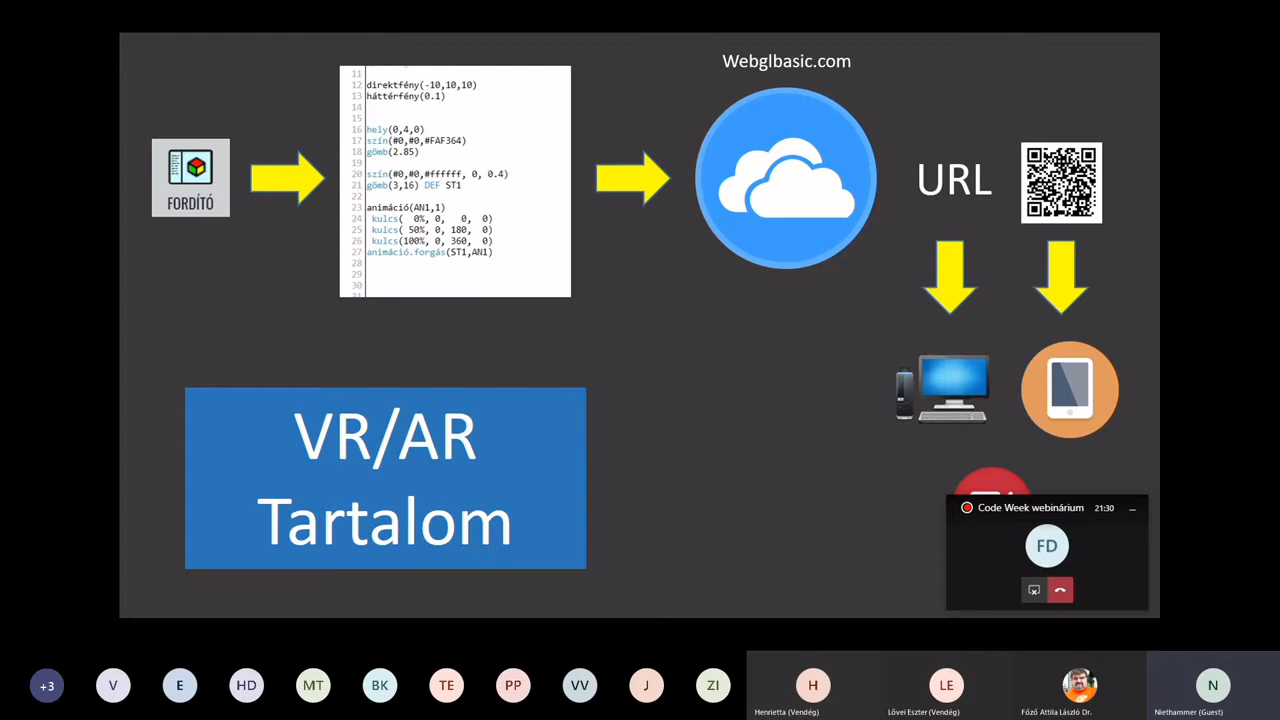 Webglbasic.com
FORDÍTÓ
11
12 direktfény(-10,10,10)
13 háttérfény(0.1)
14
15
16 hely(0,4,0)
17 szín(#0,#0,#FAF364)
18 gömb(2.85)
19
20 szín(#0,#0,#ffffff, 0, 0.4)
21 gömb(3,16) DEF ST1
22
23 animáció(AN1,1)
24 kulcs( 0%, 0, 0, 0)
25 kulcs( 50%, 0, 180, 0)
26 kulcs(100%, 0, 360, 0)
27 animáció.forgás(ST1,AN1)
28
29
30
31
URL
VR/AR
Tartalom
Code Week webinárium 21:30
FD
+3 V E HD MT BK TE PP VV J ZI H LE N
Henrietta (Vendég) Lővei Eszter (Vendég) Főző Attila László Dr. Niethammer (Guest)